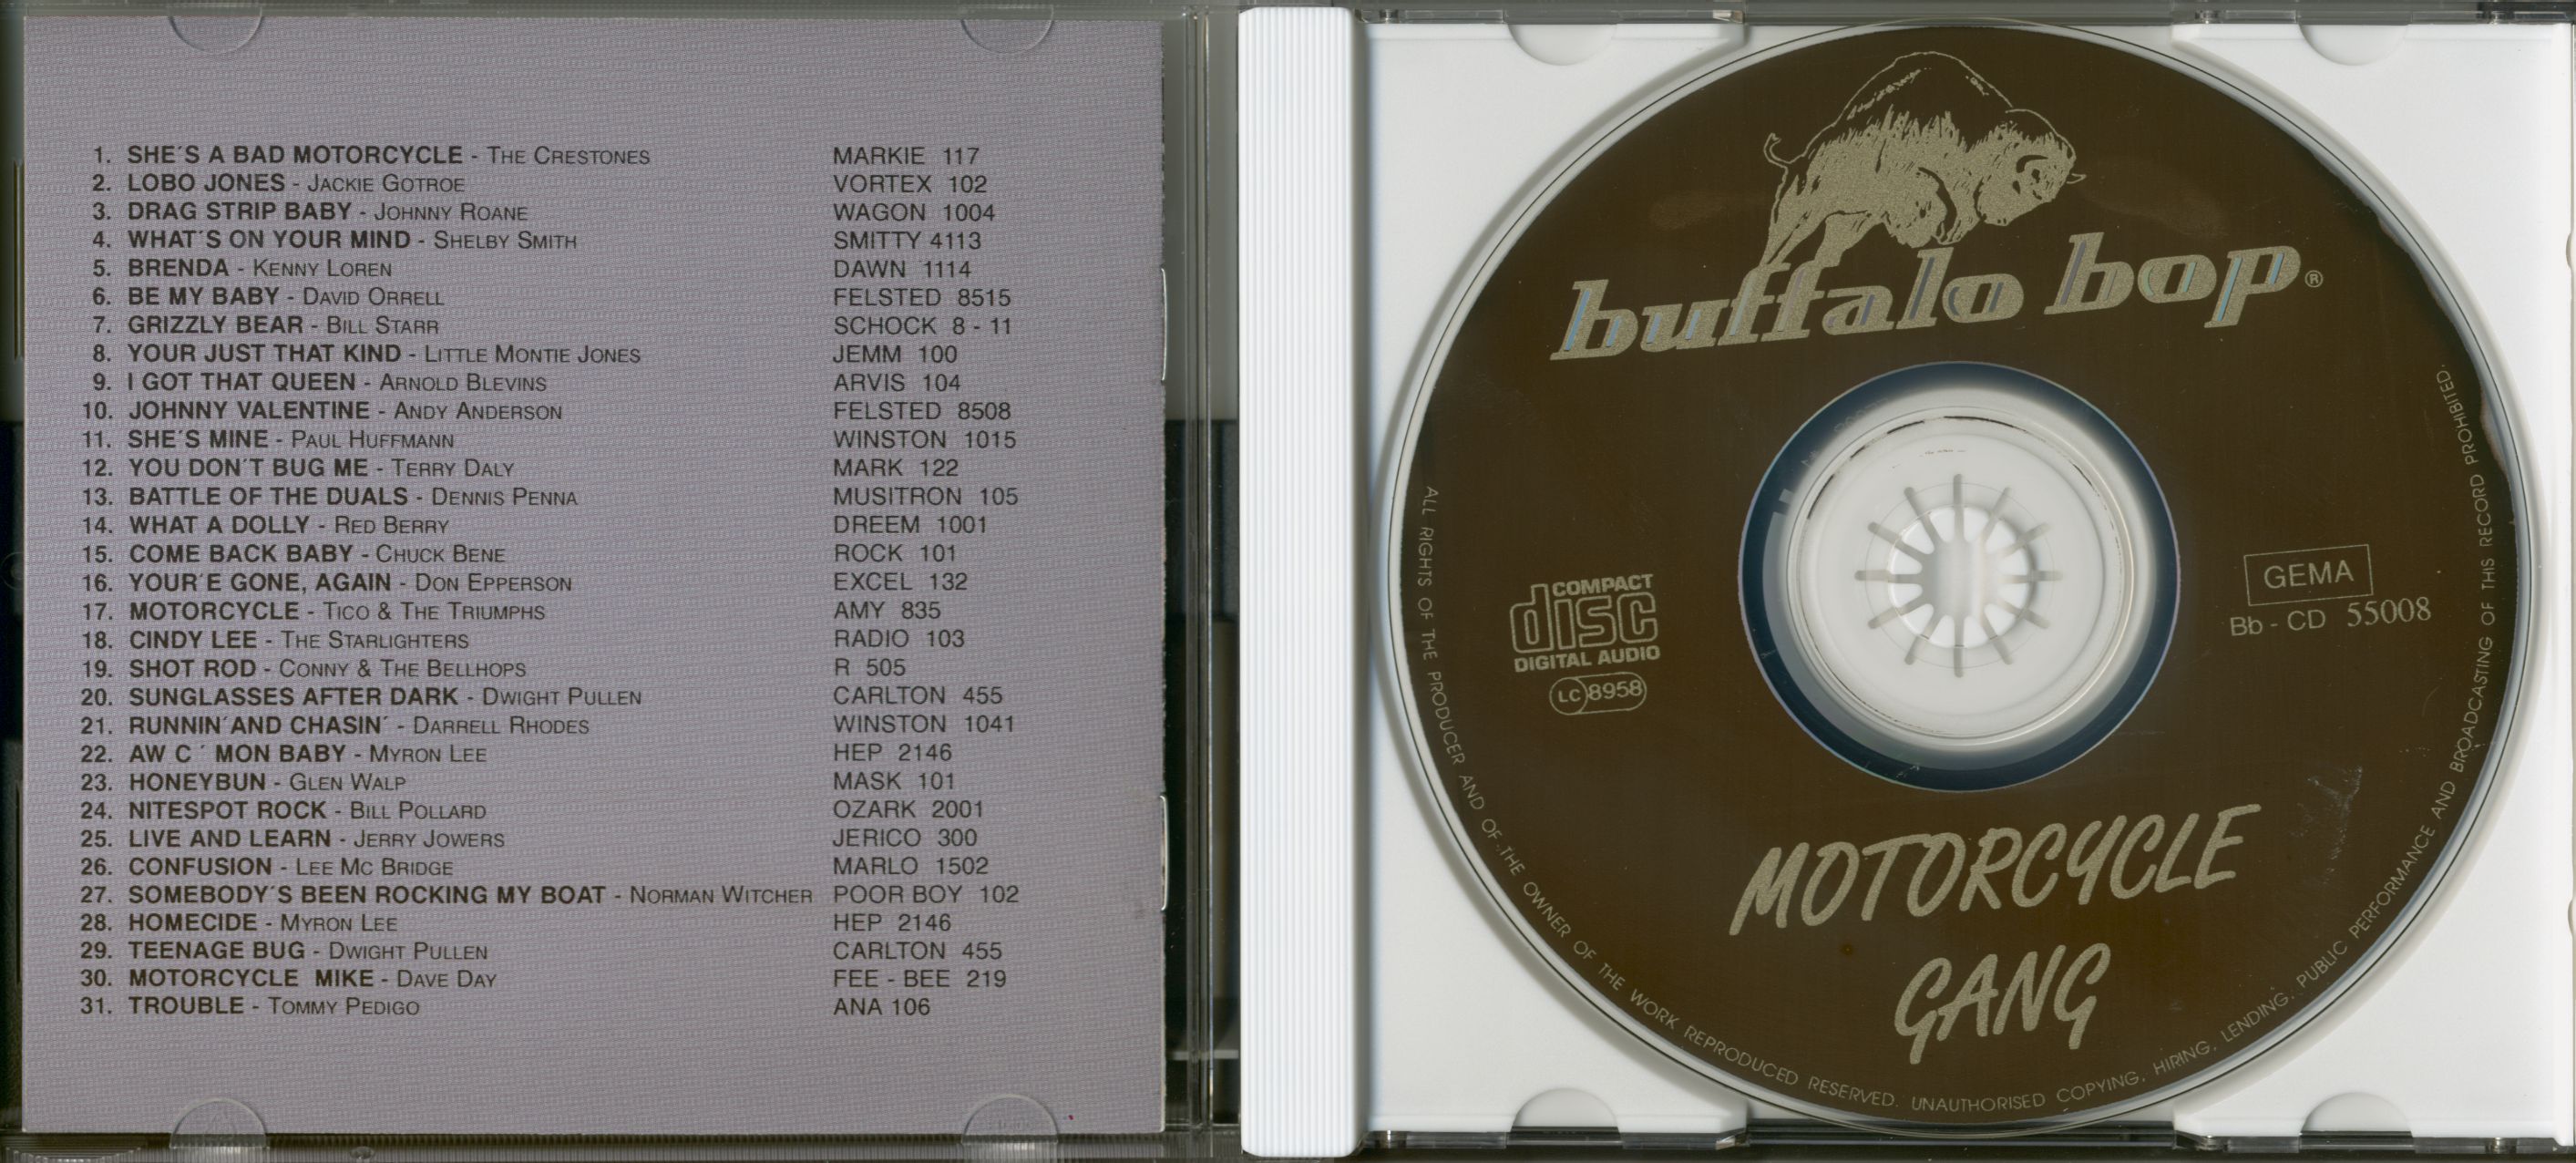 1. SHE´S A BAD MOTORCYCLE - THE CRESTONES MARKIE 117
2. LOBO JONES - JACKIE GOTROE VORTEX 102
3. DRAG STRIP BABY - JOHNNY ROANE WAGON 1004
4. WHAT´S ON YOUR MIND - SHELBY SMITH SMITTY 4113
5. BRENDA - KENNY LOREN DAWN 1114
6. BE MY BABY - DAVID ORRELL FELSTED 8515
7. GRIZZLY BEAR - BILL STARR SCHOCK 8 - 11
8. YOUR JUST THAT KIND - LITTLE MONTIE JONES JEMM 100
9. I GOT THAT QUEEN - ARNOLD BLEVINS ARVIS 104
10. JOHNNY VALENTINE - ANDY ANDERSON FELSTED 8508
11. SHE´S MINE - PAUL HUFFMANN WINSTON 1015
12. YOU DON´T BUG ME - TERRY DALY MARK 122
13. BATTLE OF THE DUALS - DENNIS PENNA MUSITRON 105
14. WHAT A DOLLY - RED BERRY DREEM 1001
15. COME BACK BABY - CHUCK BENE ROCK 101
16. YOUR´E GONE, AGAIN - DON EPPERSON EXCEL 132
17. MOTORCYCLE - TICO & THE TRIUMPHS AMY 835
18. CINDY LEE - THE STARLIGHTERS RADIO 103
19. SHOT ROD - CONNY & THE BELLHOPS R 505
20. SUNGLASSES AFTER DARK - DWIGHT PULLEN CARLTON 455
21. RUNNIN´AND CHASIN´ - DARRELL RHODES WINSTON 1041
22. AW C ´ MON BABY - MYRON LEE HEP 2146
23. HONEYBUN - GLEN WALP MASK 101
24. NITESPOT ROCK - BILL POLLARD OZARK 2001
25. LIVE AND LEARN - JERRY JOWERS JERICO 300
26. CONFUSION - LEE MC BRIDGE MARLO 1502
27. SOMEBODY´S BEEN ROCKING MY BOAT - NORMAN WITCHER POOR BOY 102
28. HOMECIDE - MYRON LEE HEP 2146
29. TEENAGE BUG - DWIGHT PULLEN CARLTON 455
30. MOTORCYCLE MIKE - DAVE DAY FEE - BEE 219
31. TROUBLE - TOMMY PEDIGO ANA 106
buffalo bop®
COMPACT
disc
DIGITAL AUDIO
LC 8958
GEMA
Bb - CD 55008
MOTORCYCLE
GANG
ALL RIGHTS OF THE PRODUCER AND OF THE OWNER OF THE WORK REPRODUCED RESERVED. UNAUTHORISED COPYING, HIRING, LENDING, PUBLIC PERFORMANCE AND BROADCASTING OF THIS RECORD PROHIBITED.